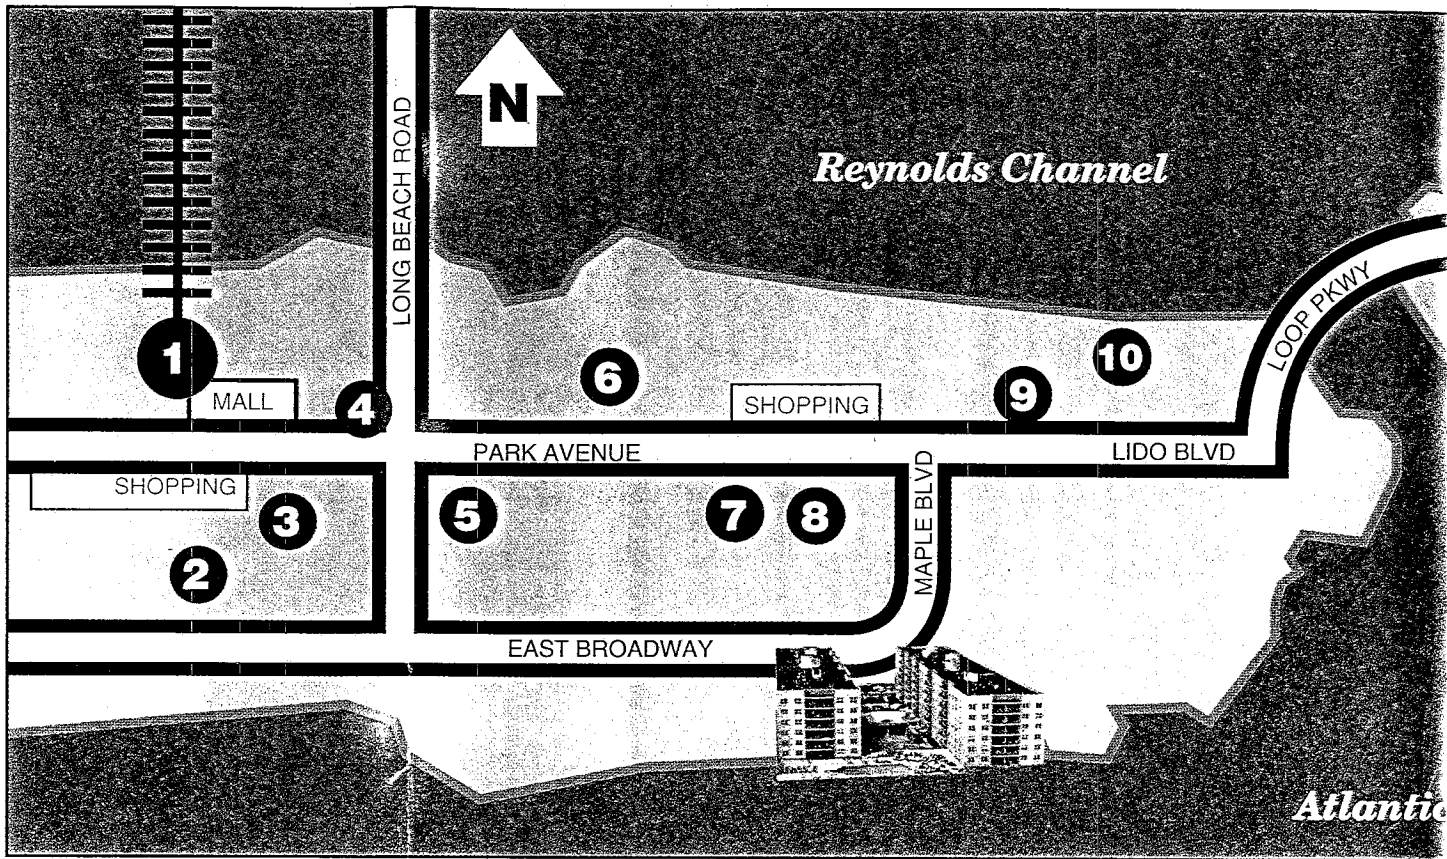 N
LONG BEACH ROAD
Reynolds Channel
LOOP PKWY
1
MALL
4
6
SHOPPING
9
10
PARK AVENUE
LIDO BLVD
SHOPPING
3
2
5
7
8
MAPLE BLVD
EAST BROADWAY
Atlantic